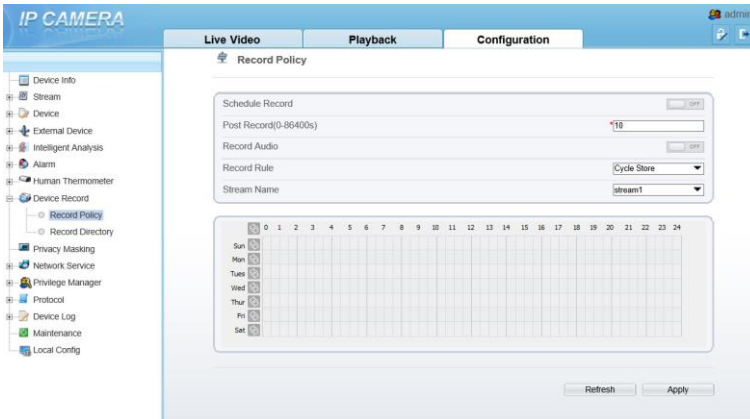 IP CAMERA
admin
Live Video Playback Configuration
Record Policy
Device Info
Stream
Device
External Device
Intelligent Analysis
Alarm
Human Thermometer
Device Record
Record Policy
Record Directory
Privacy Masking
Network Service
Privilege Manager
Protocol
Device Log
Maintenance
Local Config
Schedule Record OFF
Post Record(0-86400s) *10
Record Audio OFF
Record Rule Cycle Store
Stream Name stream1
0 1 2 3 4 5 6 7 8 9 10 11 12 13 14 15 16 17 18 19 20 21 22 23 24
Sun
Mon
Tues
Wed
Thur
Fri
Sat
Refresh Apply